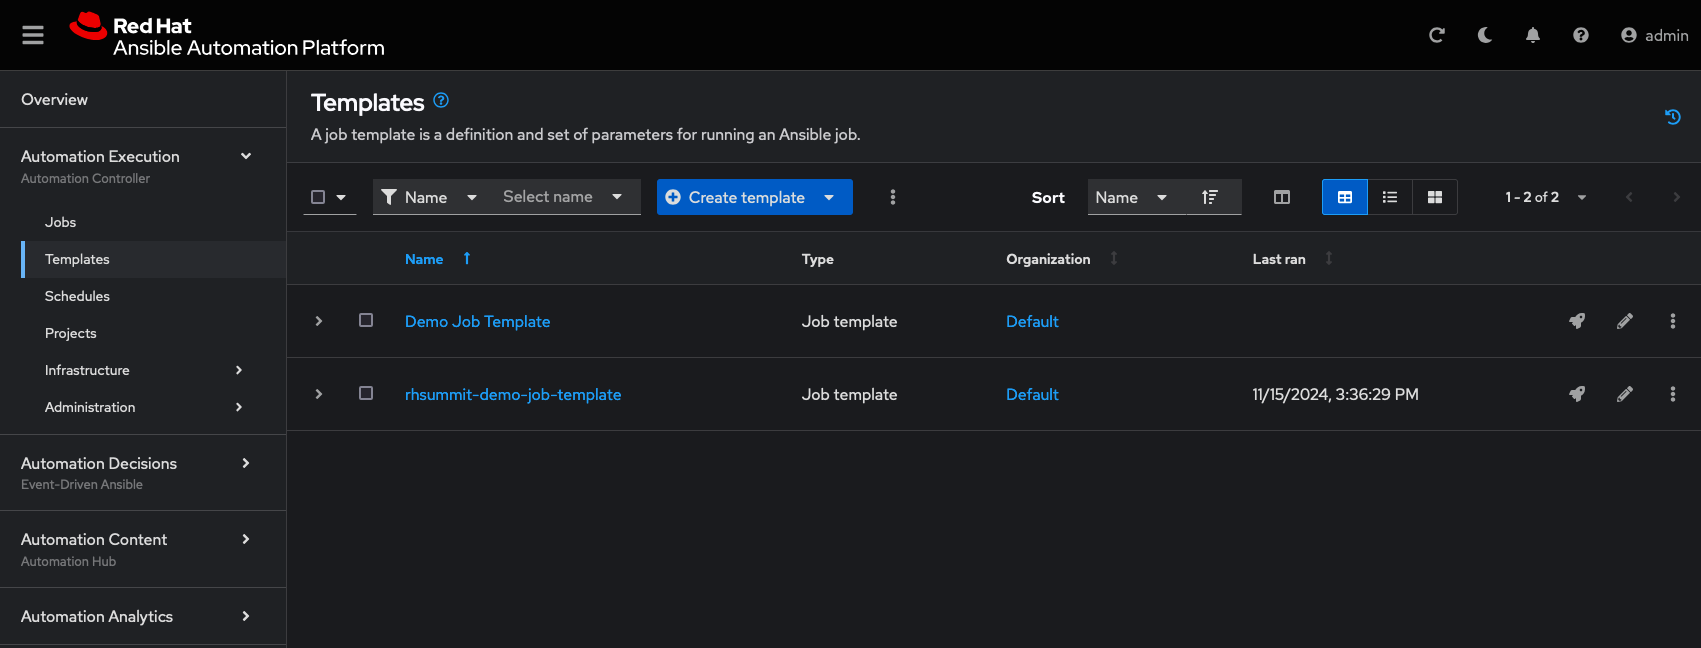 Red Hat
Ansible Automation Platform
admin
Overview
Automation Execution
Automation Controller
Jobs
Templates
Schedules
Projects
Infrastructure
Administration
Automation Decisions
Event-Driven Ansible
Automation Content
Automation Hub
Automation Analytics
Templates
A job template is a definition and set of parameters for running an Ansible job.
Name Select name Create template Sort Name 1 - 2 of 2
Name Type Organization Last ran
Demo Job Template Job template Default
rhsummit-demo-job-template Job template Default 11/15/2024, 3:36:29 PM